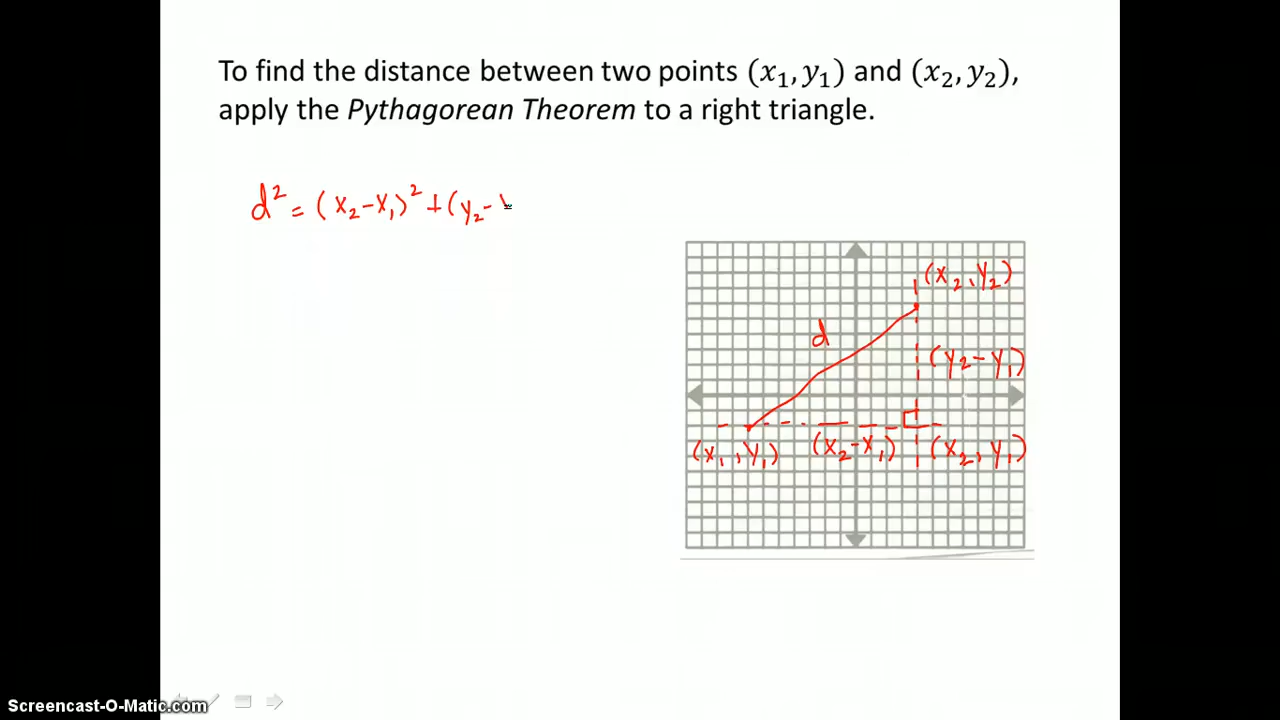 To find the distance between two points (x₁, y₁) and (x₂, y₂),
apply the Pythagorean Theorem to a right triangle.
d² = (x₂-x₁)² + (y₂-
(x₂, y₂)
d
(y₂-y₁)
(x₁, y₁)
(x₂-x₁)
(x₂, y₁)
Screencast-O-Matic.com